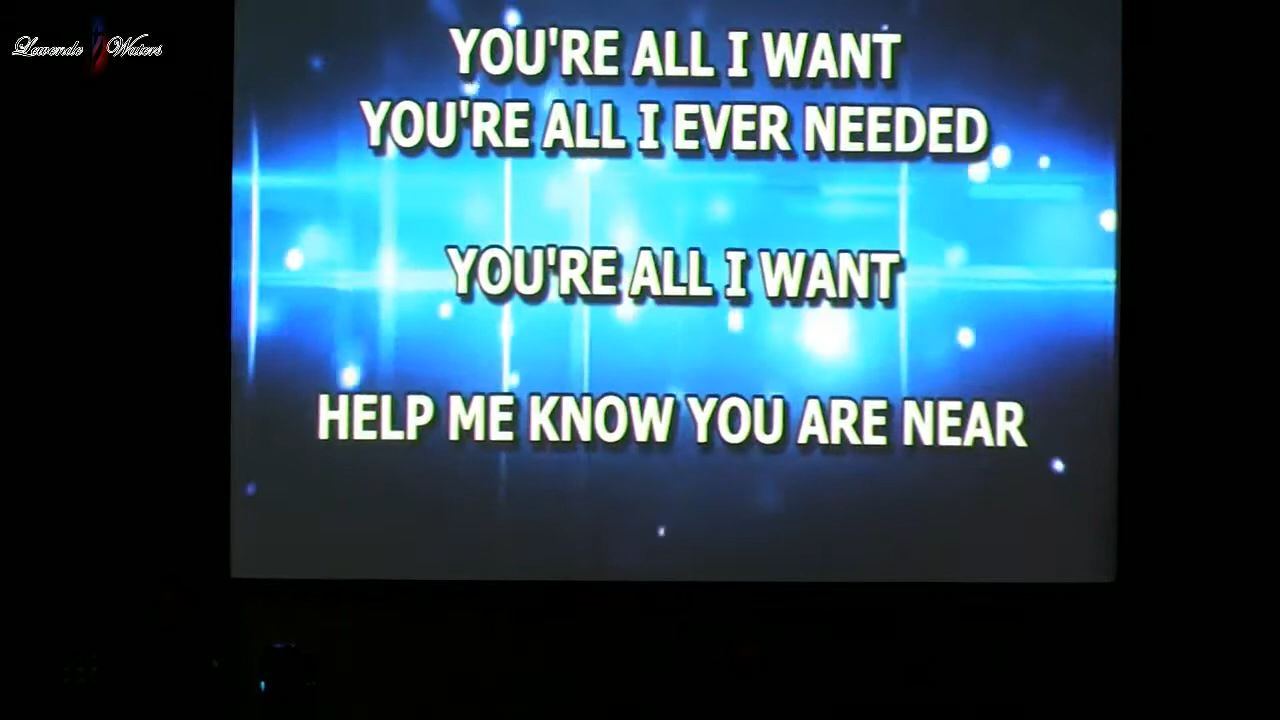 Lewende Waters
YOU'RE ALL I WANT
YOU'RE ALL I EVER NEEDED
YOU'RE ALL I WANT
HELP ME KNOW YOU ARE NEAR